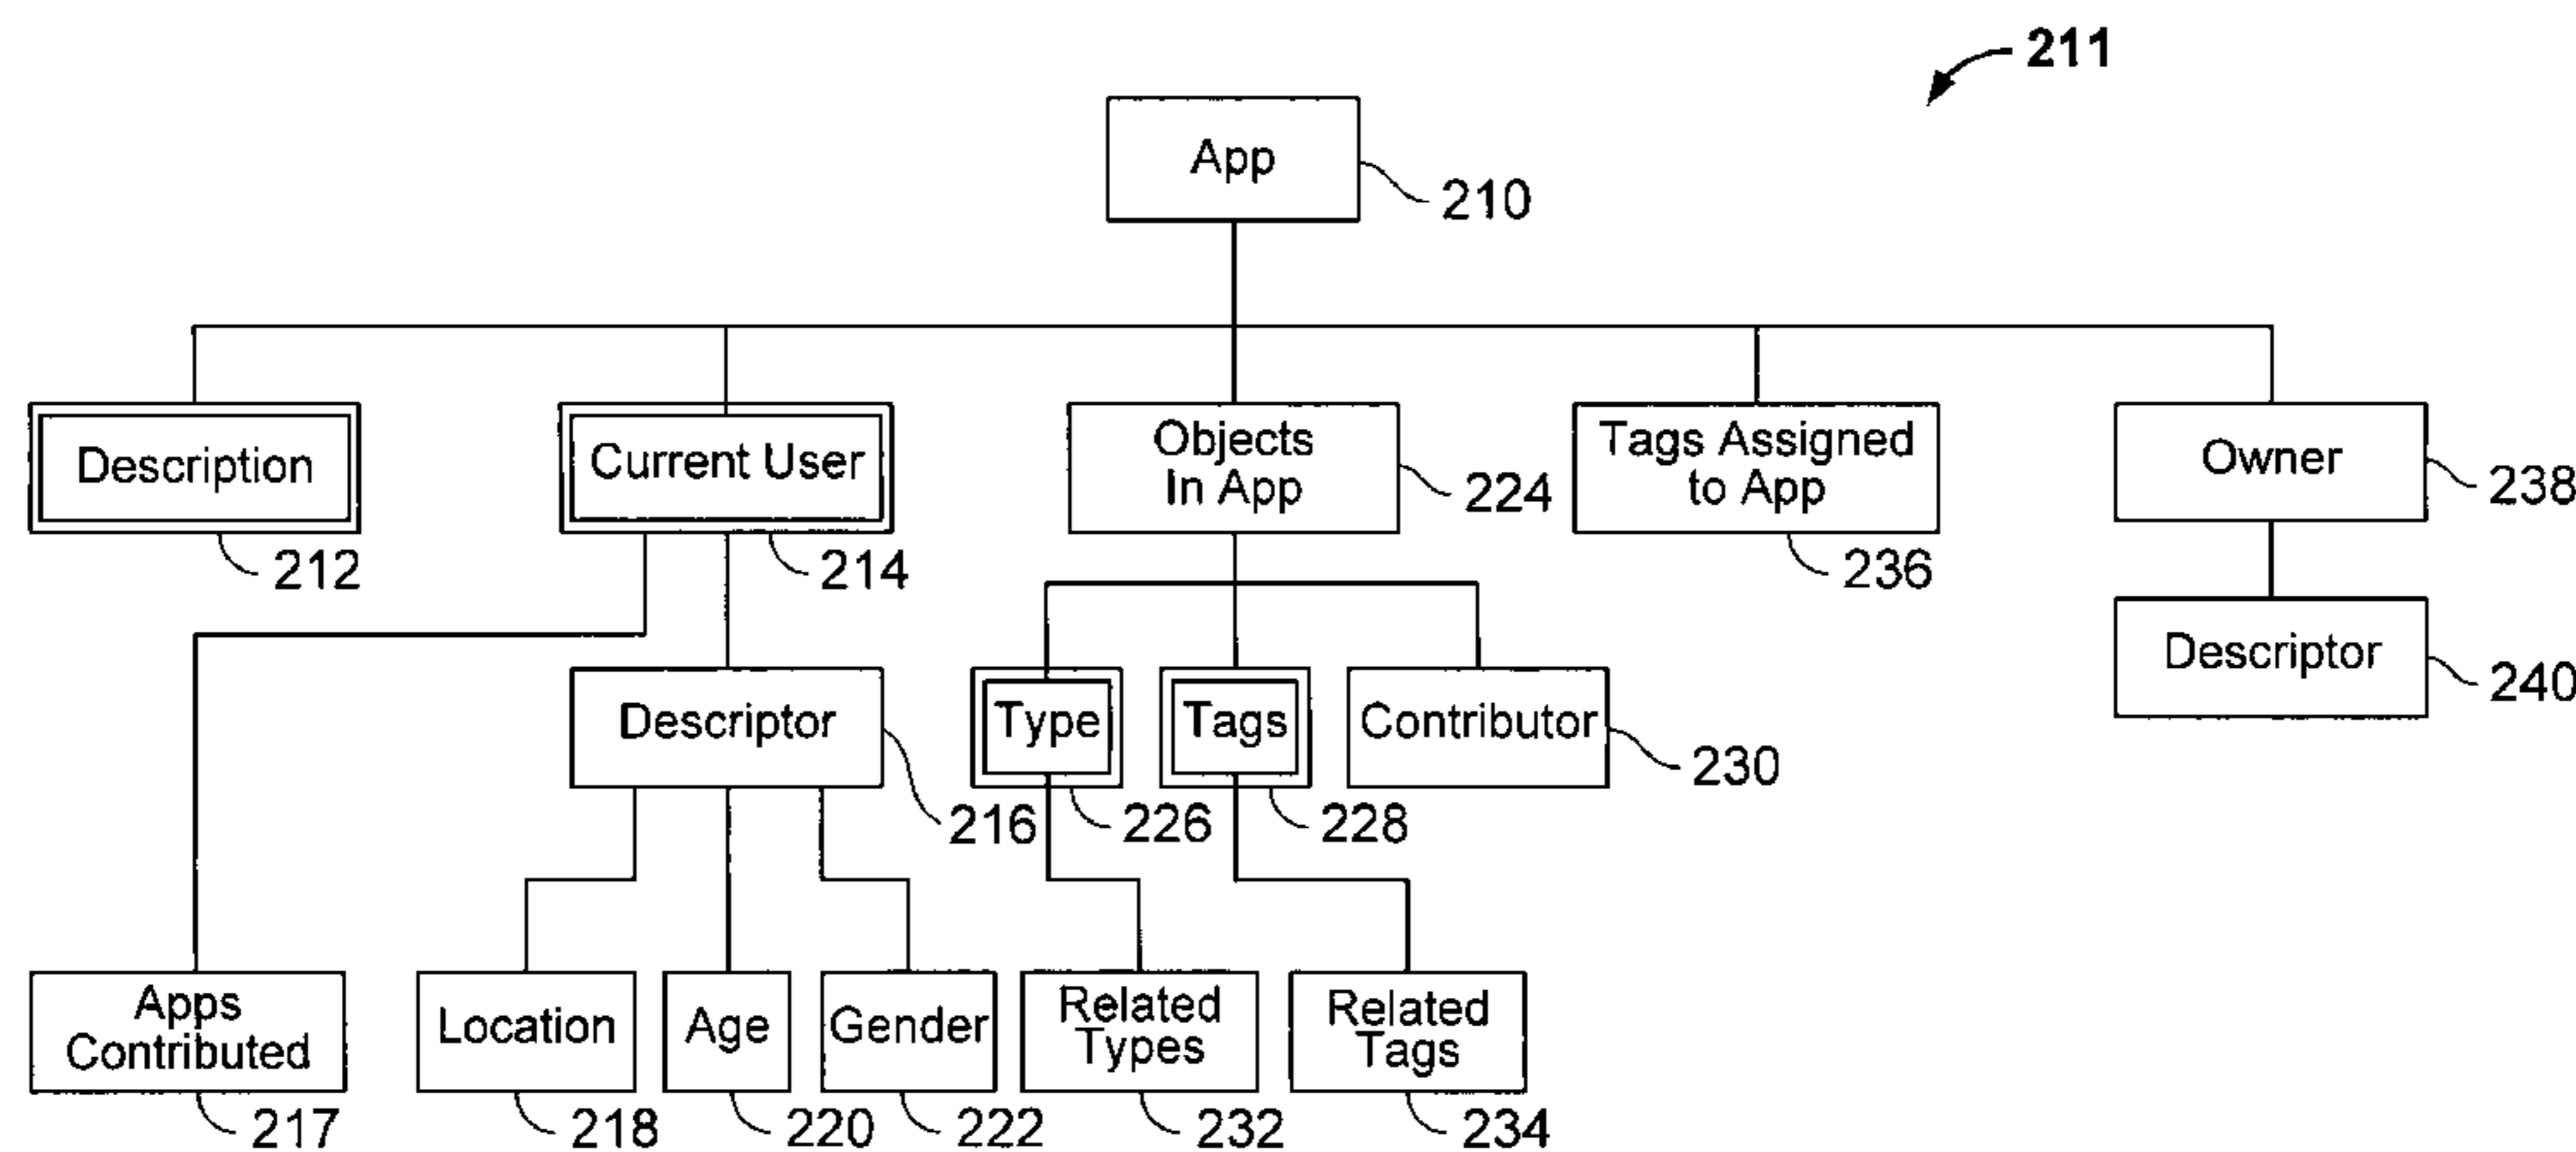 211
App
210
Description
Current User
Objects
In App
Tags Assigned
to App
Owner
212
214
224
236
238
Descriptor
240
Descriptor
Type
Tags
Contributor
216
226
228
230
Apps
Contributed
Location
Age
Gender
Related
Types
Related
Tags
217
218
220
222
232
234